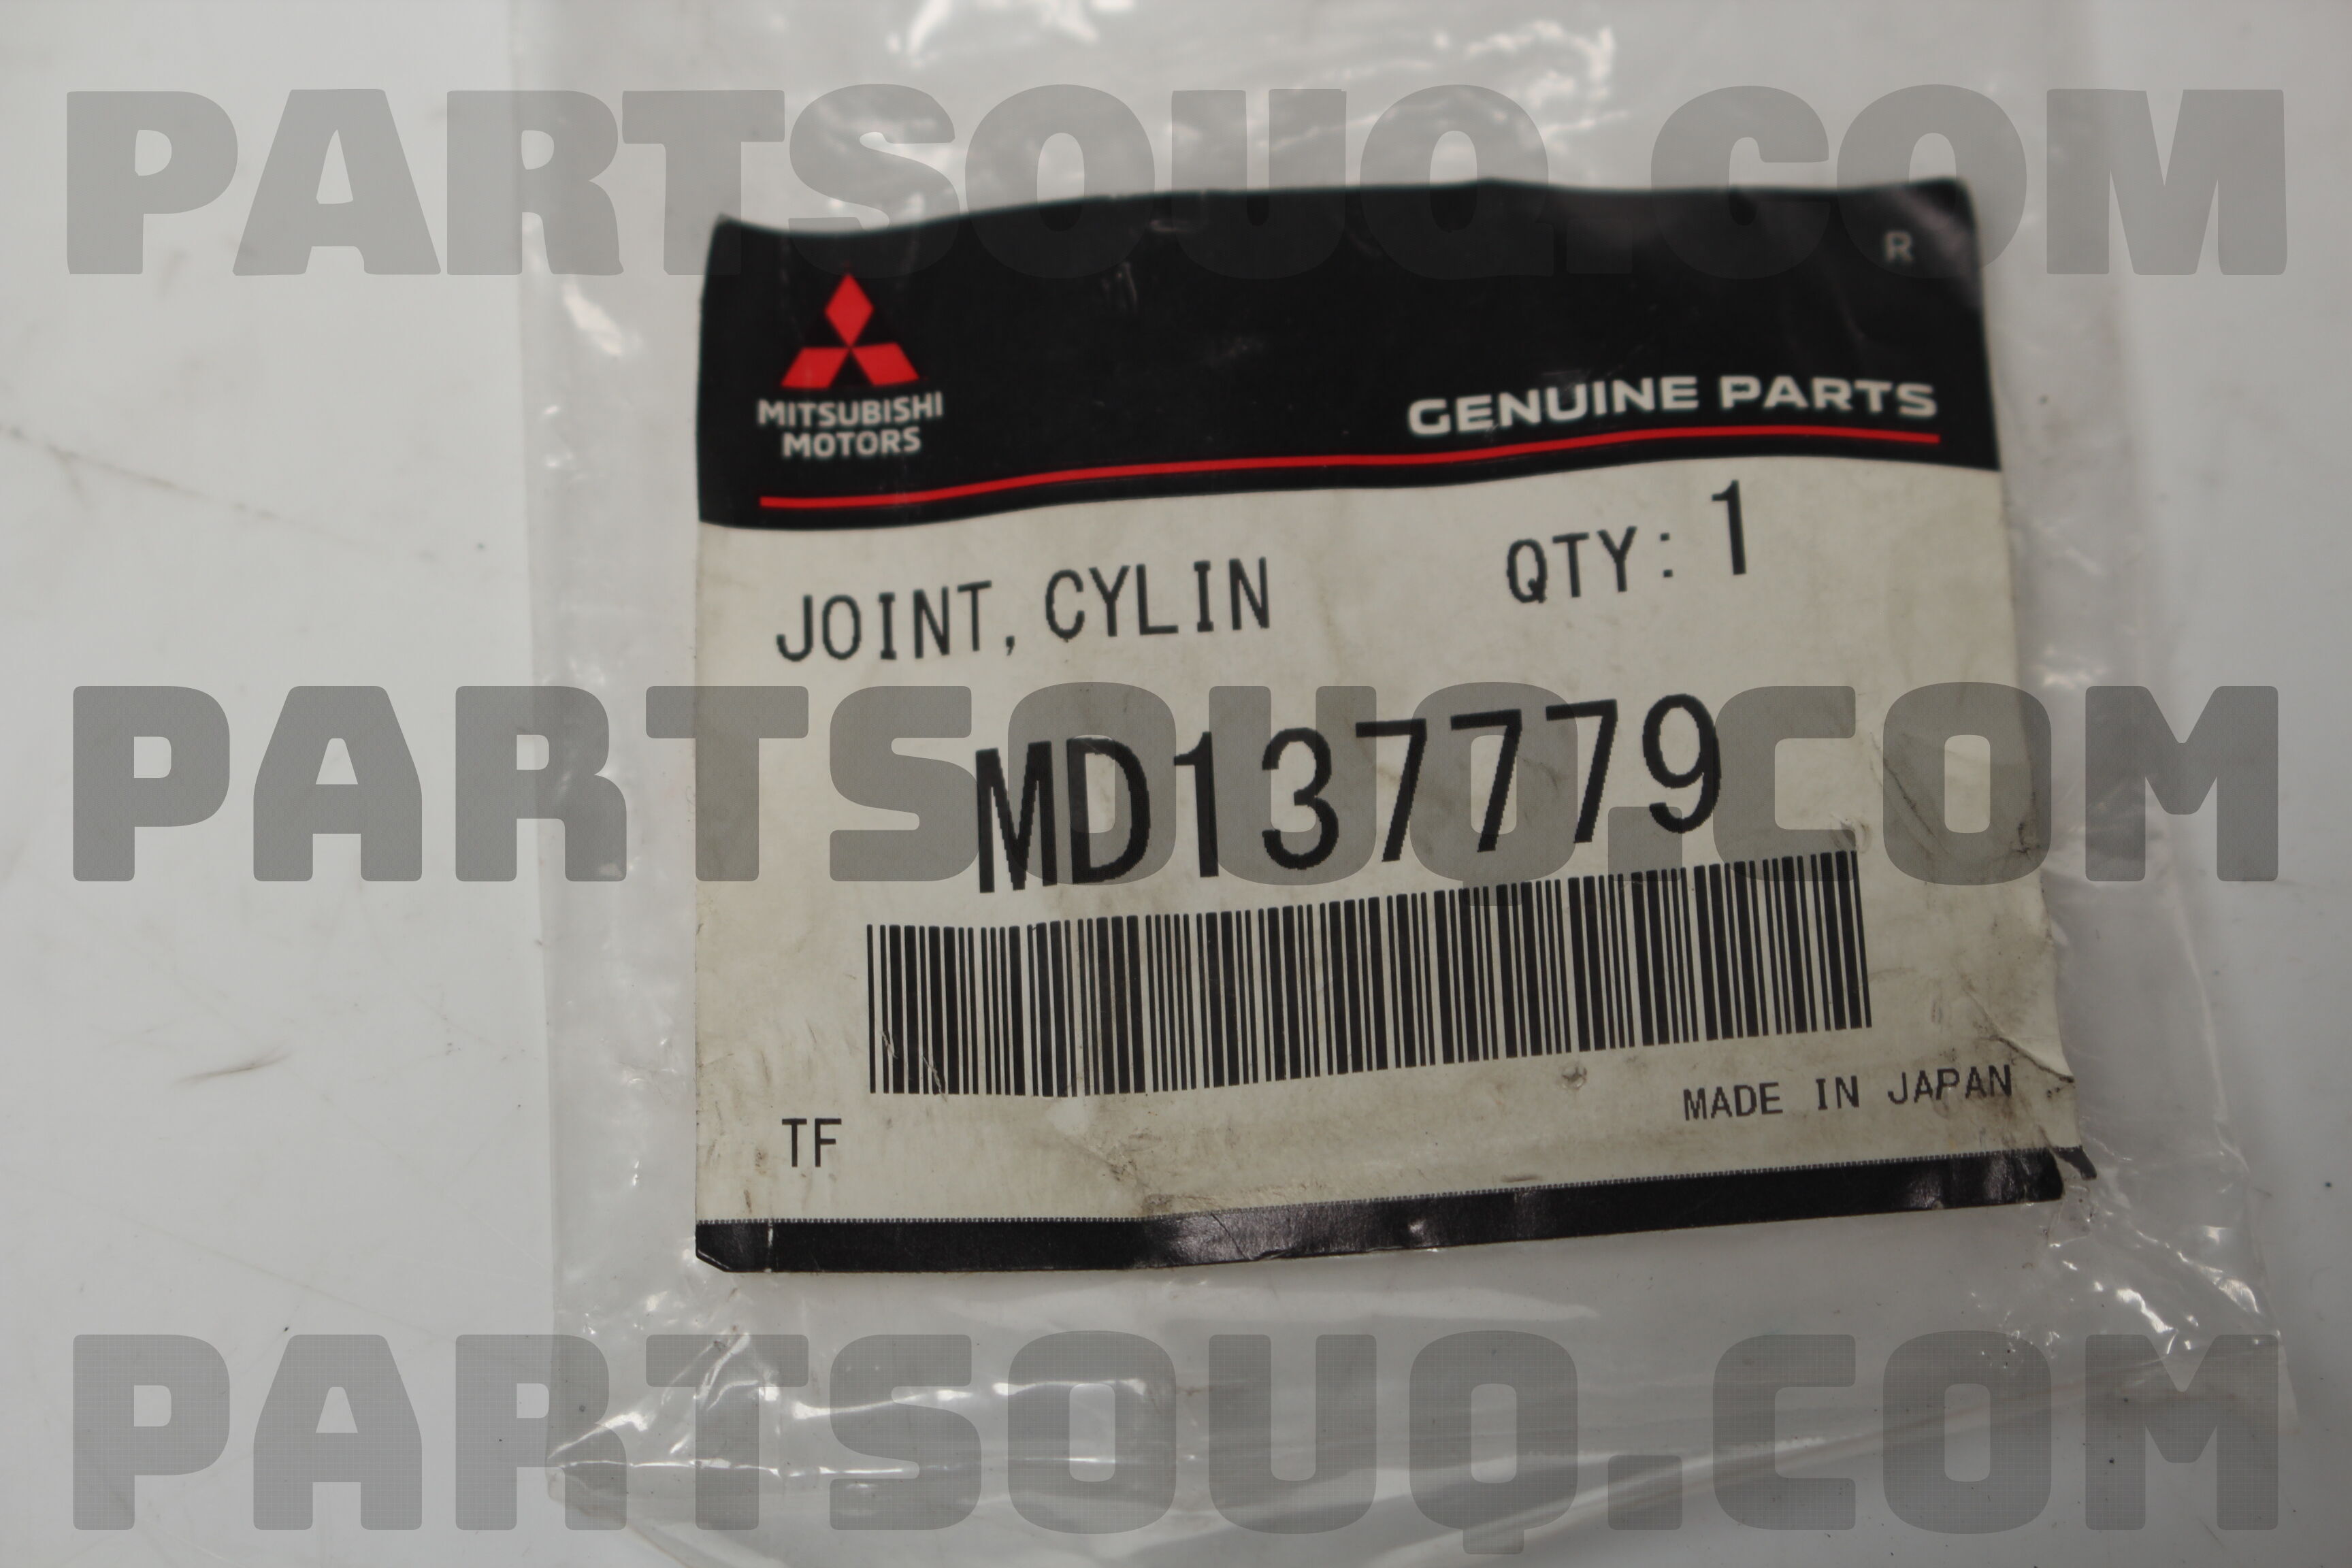 PARTSOUQ.COM
R
MITSUBISHI
MOTORS
GENUINE PARTS
JOINT, CYLIN QTY: 1
PARTSOUQ.COM
MD137779
TF
MADE IN JAPAN
PARTSOUQ.COM